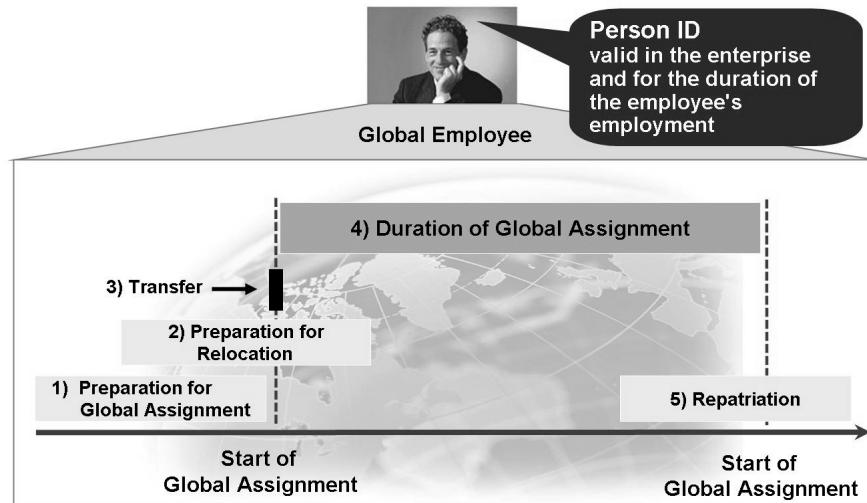 Person ID
valid in the enterprise
and for the duration of
the employee's
employment
Global Employee
4) Duration of Global Assignment
3) Transfer
2) Preparation for
Relocation
1) Preparation for
Global Assignment
5) Repatriation
Start of
Global Assignment
Start of
Global Assignment